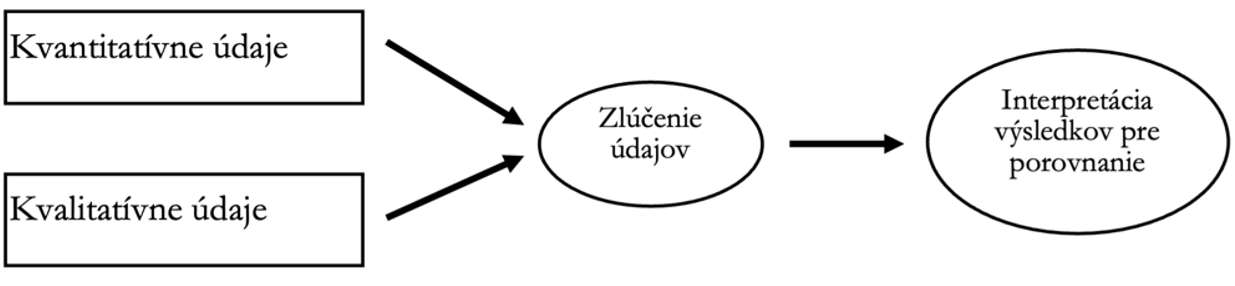 Kvantitatívne údaje
Kvalitatívne údaje
Zlúčenie
údajov
Interpretácia
výsledkov pre
porovnanie